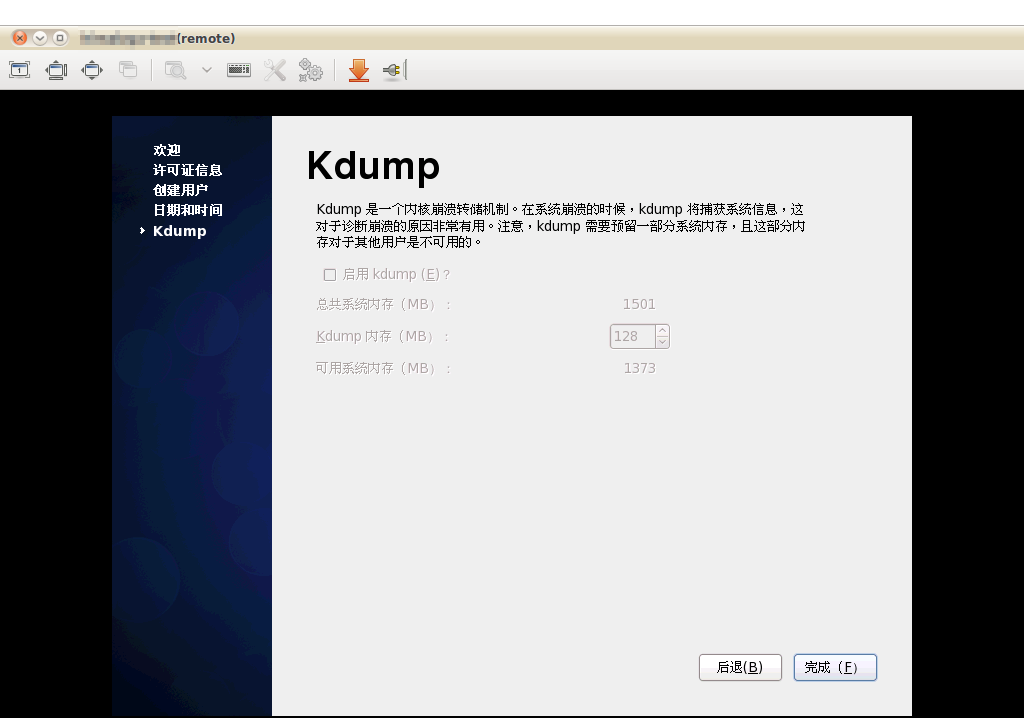 (remote)
欢迎
许可证信息
创建用户
日期和时间
Kdump
Kdump
Kdump 是一个内核崩溃转储机制。在系统崩溃的时候，kdump 将捕获系统信息，这
对于诊断崩溃的原因非常有用。注意，kdump 需要预留一部分系统内存，且这部分内
存对于其他用户是不可用的。
启用 kdump (E)？
总共系统内存（MB）： 1501
Kdump 内存（MB）： 128
可用系统内存（MB）： 1373
后退(B) 完成（F）